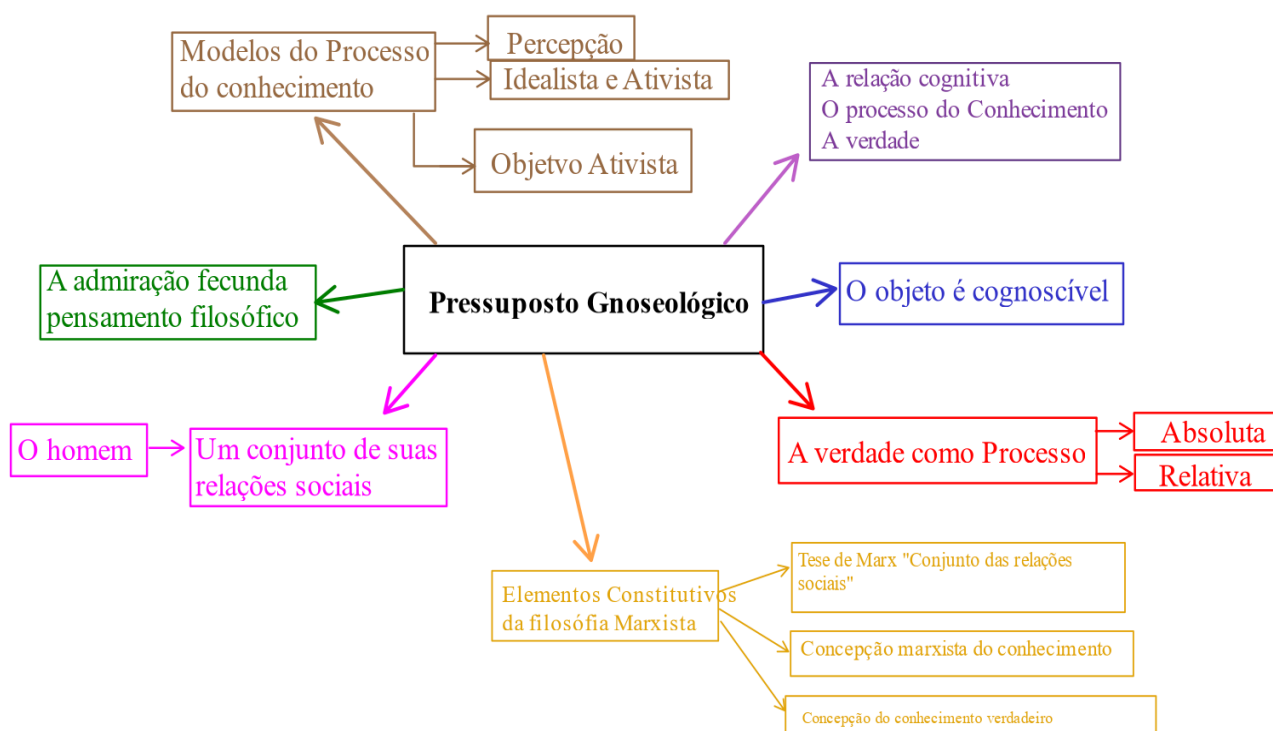 Modelos do Processo
do conhecimento
Percepção
Idealista e Ativista
Objetvo Ativista
A relação cognitiva
O processo do Conhecimento
A verdade
A admiração fecunda
pensamento filosófico
Pressuposto Gnoseológico
O objeto é cognoscível
O homem
Um conjunto de suas
relações sociais
A verdade como Processo
Absoluta
Relativa
Elementos Constitutivos
da filosófia Marxista
Tese de Marx "Conjunto das relações
sociais"
Concepção marxista do conhecimento
Concepção do conhecimento verdadeiro